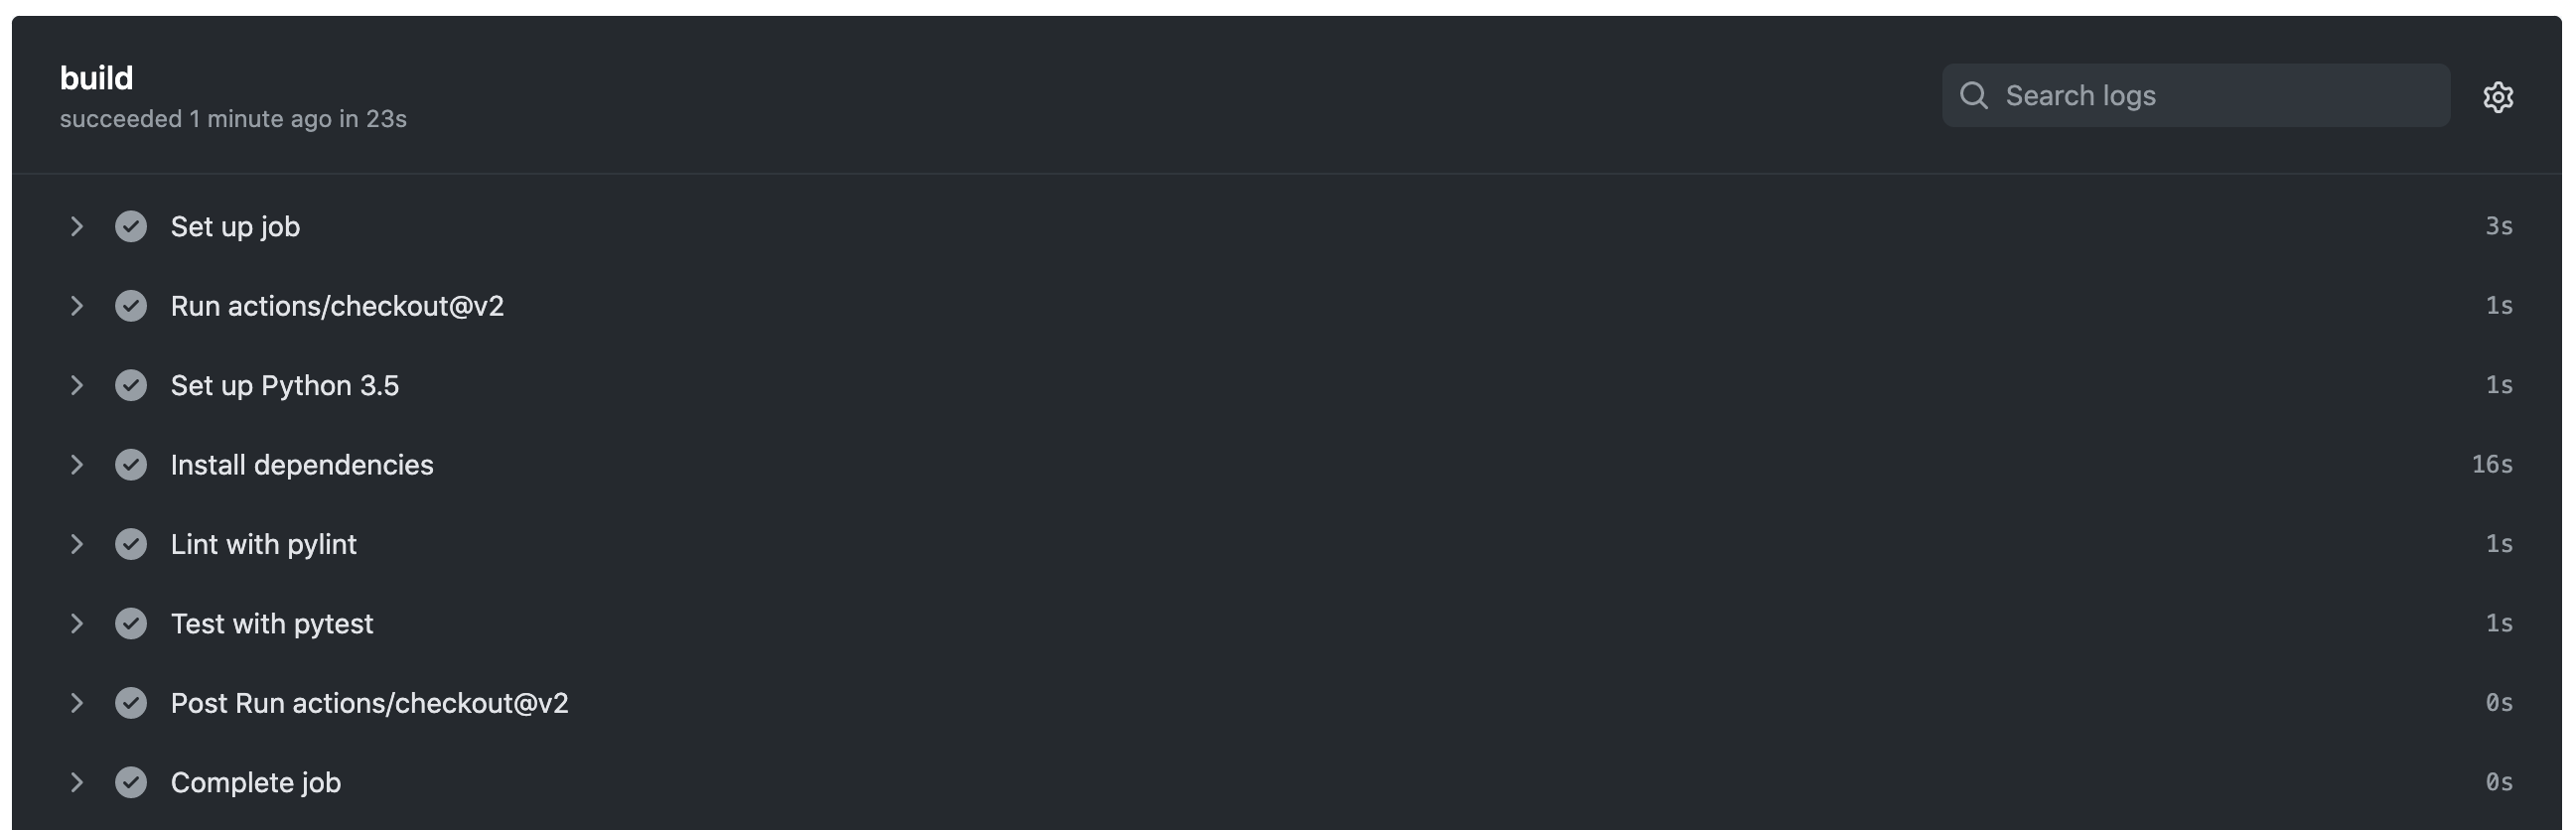 build
succeeded 1 minute ago in 23s
Search logs
Set up job 3s
Run actions/checkout@v2 1s
Set up Python 3.5 1s
Install dependencies 16s
Lint with pylint 1s
Test with pytest 1s
Post Run actions/checkout@v2 0s
Complete job 0s